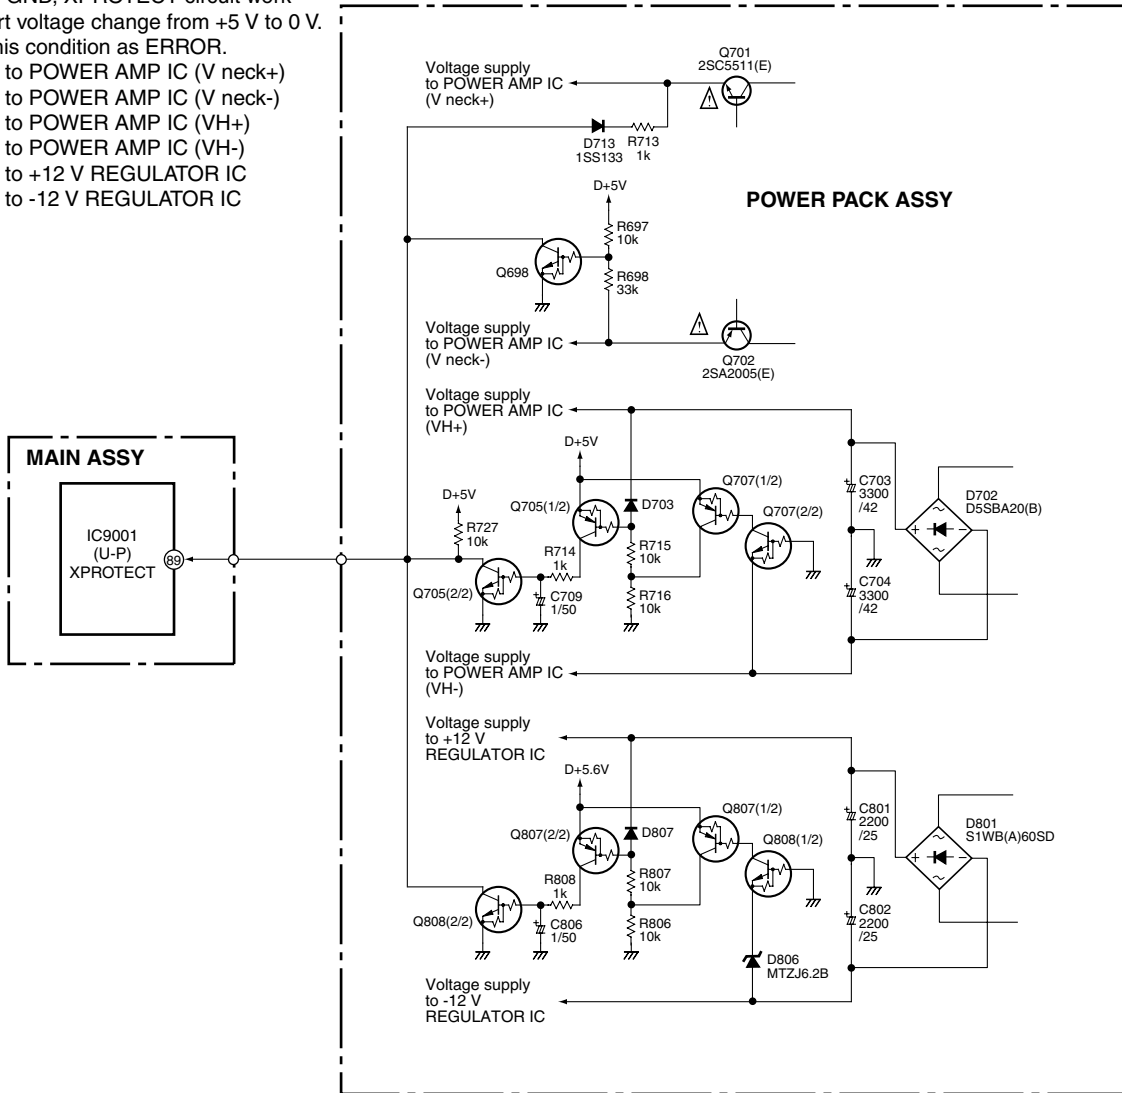 GND, XPROTECT circuit work
voltage change from +5 V to 0 V.
this condition as ERROR.
to POWER AMP IC (V neck+)
to POWER AMP IC (V neck-)
to POWER AMP IC (VH+)
to POWER AMP IC (VH-)
to +12 V REGULATOR IC
to -12 V REGULATOR IC
Q701
2SC5511(E)
Voltage supply
to POWER AMP IC
(V neck+)
D713
1SS133
R713
1k
D+5V
POWER PACK ASSY
R697
10k
Q698
R698
33k
Voltage supply
to POWER AMP IC
(V neck-)
Q702
2SA2005(E)
Voltage supply
to POWER AMP IC
(VH+)
D+5V
MAIN ASSY
IC9001
(U-P)
XPROTECT
89
D+5V
R727
10k
Q705(1/2)
D703
Q707(1/2)
Q707(2/2)
C703
3300
/42
D702
D5SBA20(B)
R714
1k
R715
10k
Q705(2/2)
C709
1/50
R716
10k
C704
3300
/42
Voltage supply
to POWER AMP IC
(VH-)
Voltage supply
to +12 V
REGULATOR IC
D+5.6V
Q807(2/2)
D807
Q807(1/2)
Q808(1/2)
C801
2200
/25
D801
S1WB(A)60SD
R808
1k
R807
10k
Q808(2/2)
C806
1/50
R806
10k
C802
2200
/25
D806
MTZJ6.2B
Voltage supply
to -12 V
REGULATOR IC